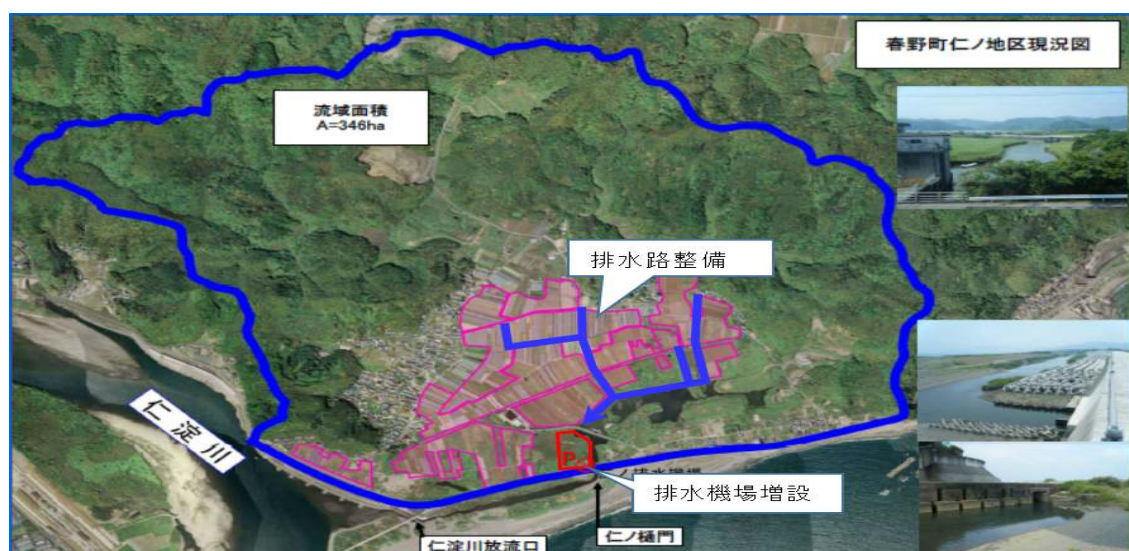 春野町仁ノ地区現況図
流域面積
A=346ha
排水路整備
仁淀川
P
排水機場増設
仁ノ樋門
仁淀川放流口